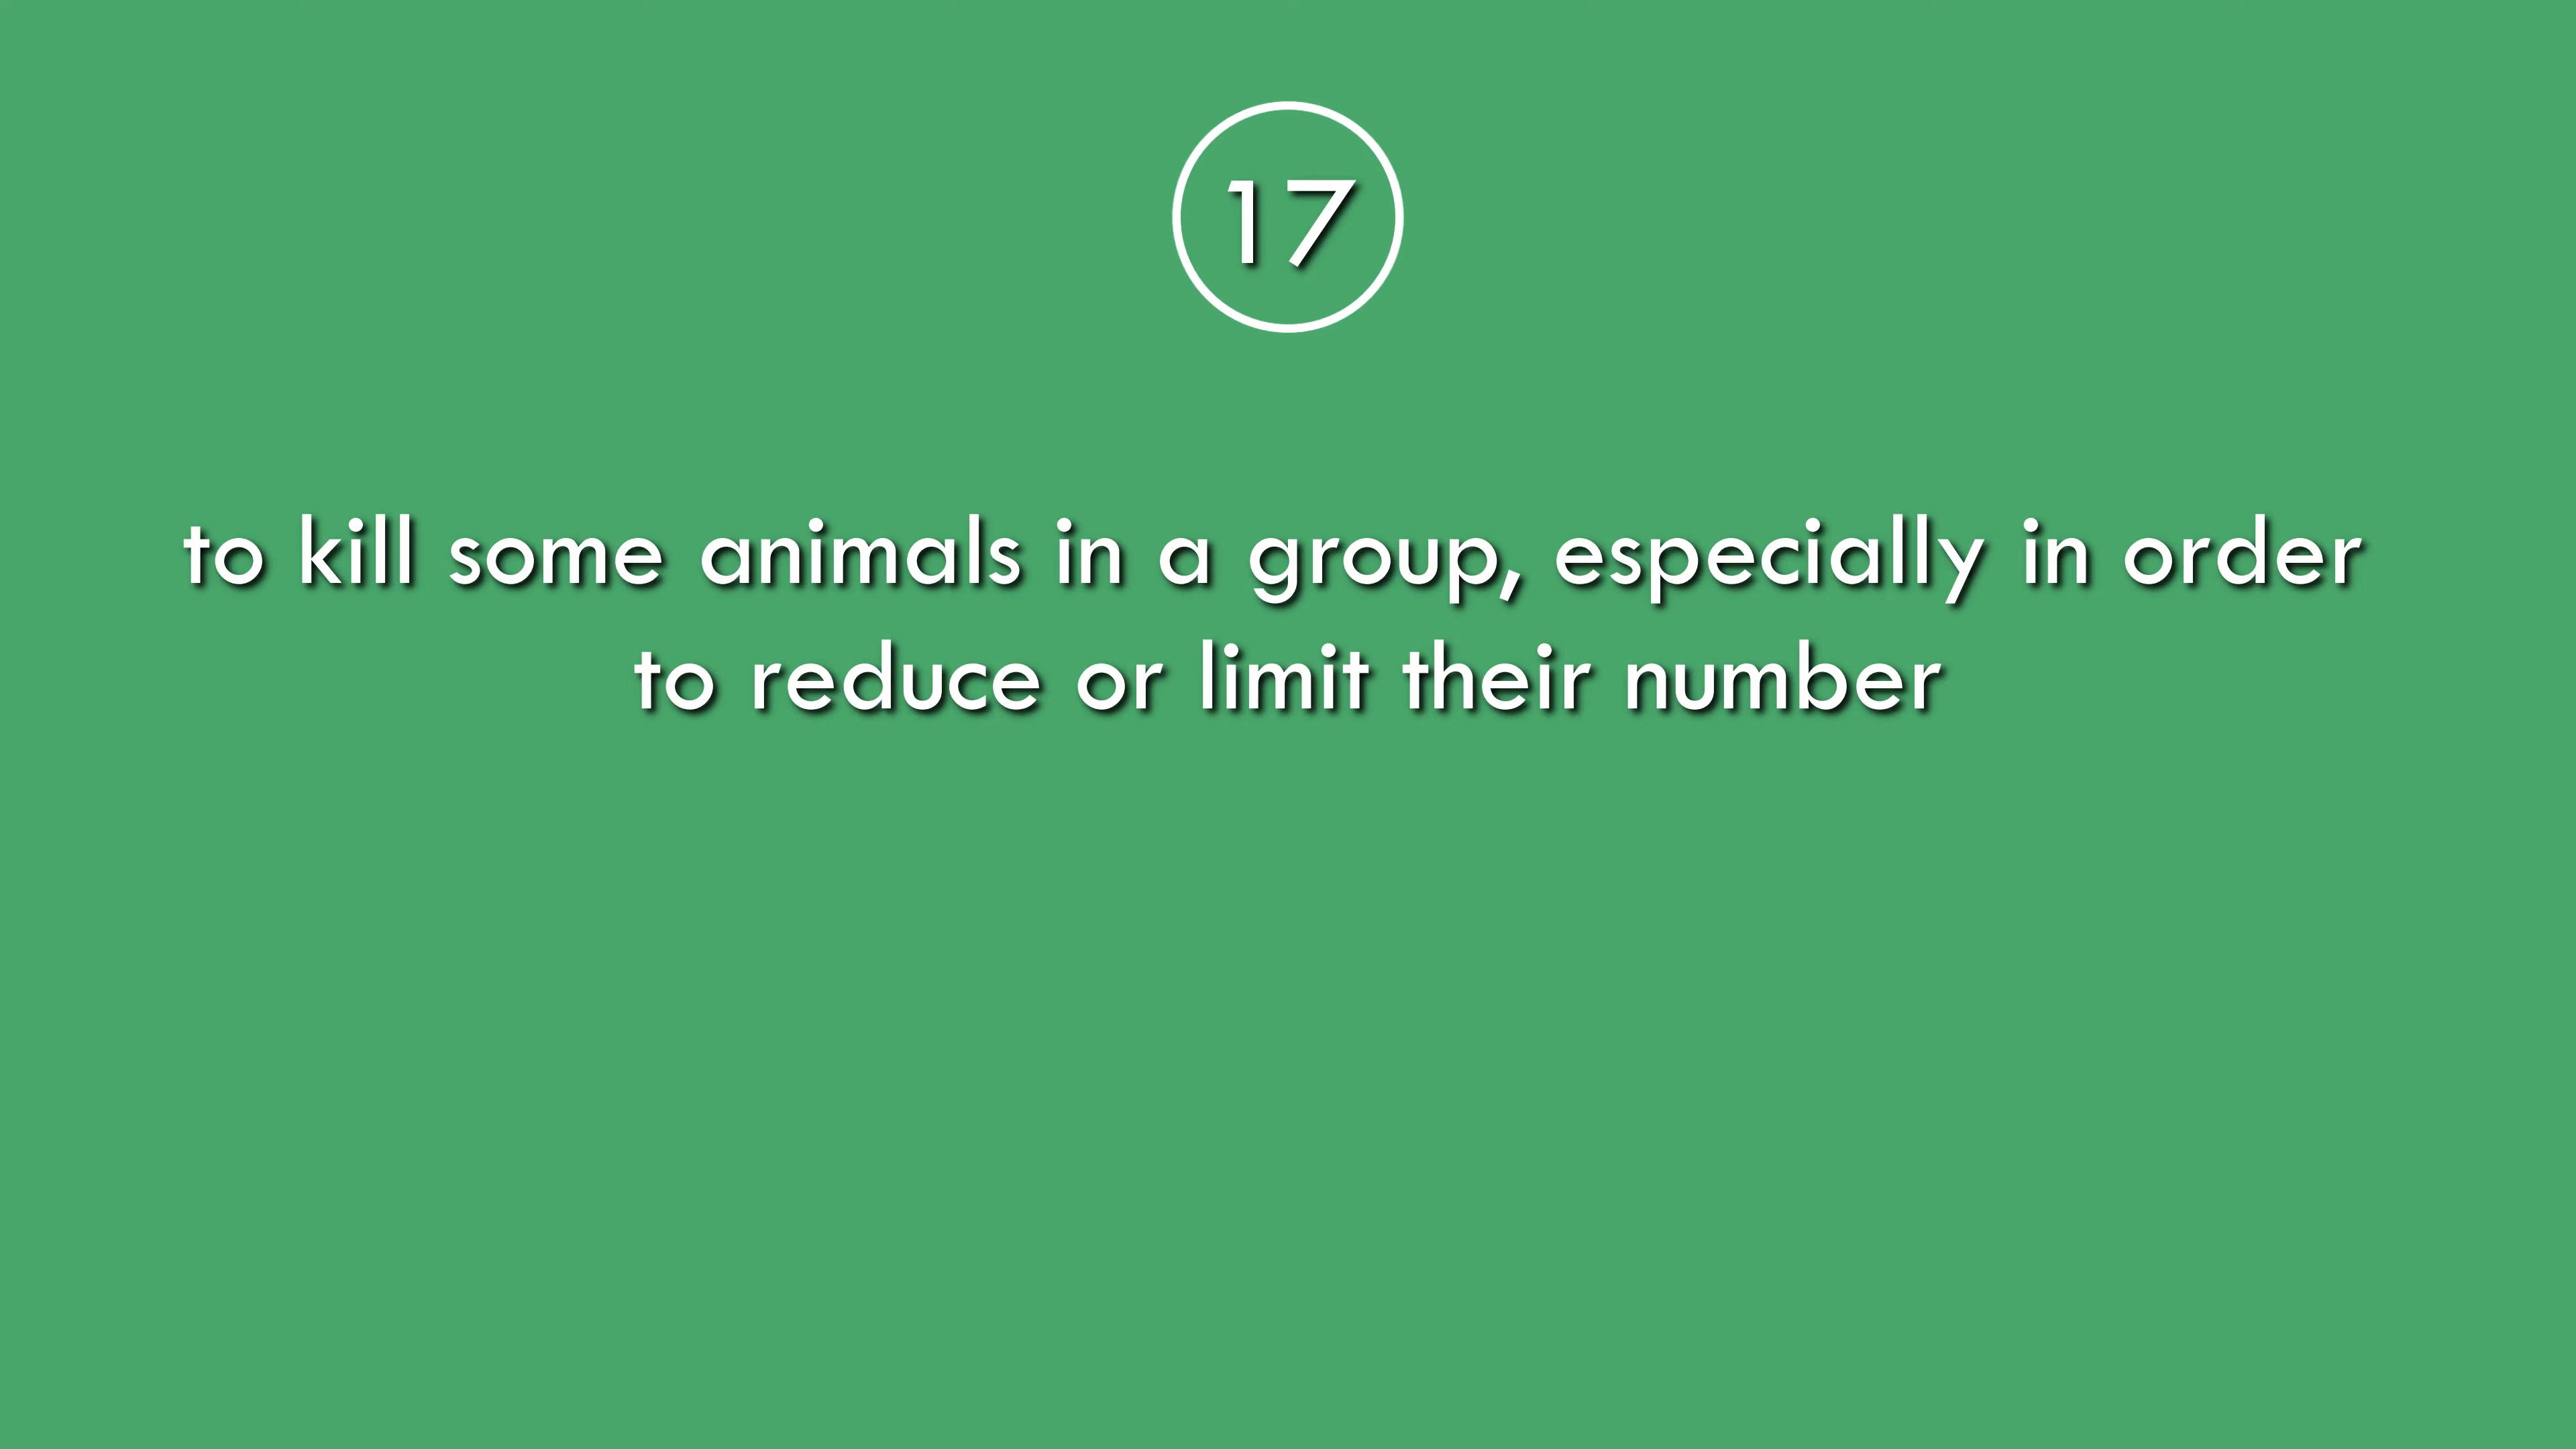 17
to kill some animals in a group, especially in order
to reduce or limit their number